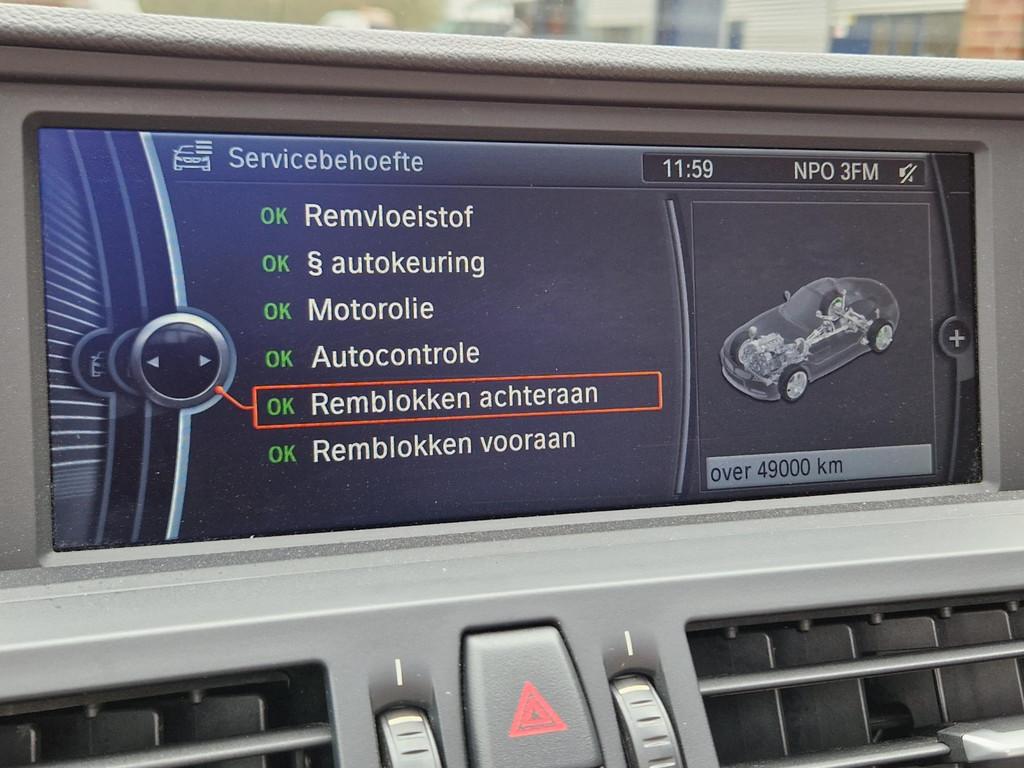 Servicebehoefte
11:59 NPO 3FM
OK Remvloeistof
OK § autokeuring
OK Motorolie
OK Autocontrole
OK Remblokken achteraan
OK Remblokken vooraan
+
over 49000 km